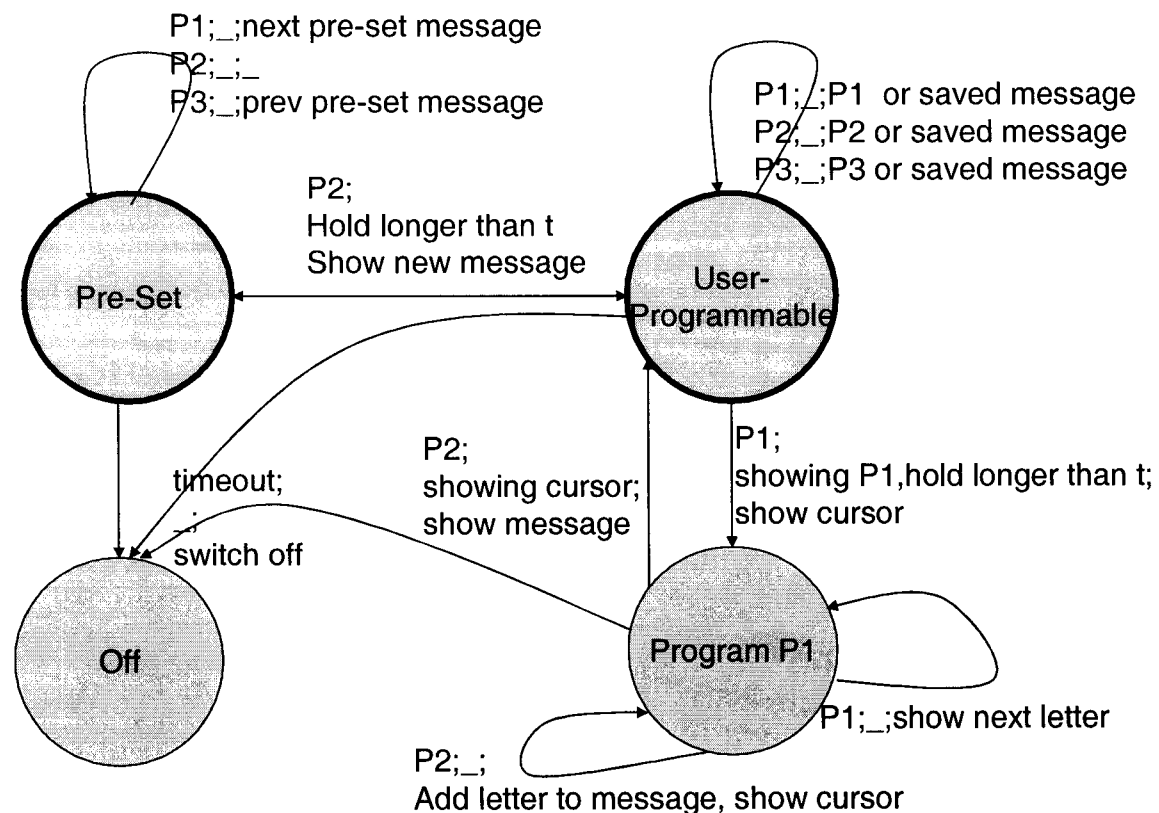 P1;_;next pre-set message
P2;_;_
P3;_;prev pre-set message
P1;_;P1 or saved message
P2;_;P2 or saved message
P3;_;P3 or saved message
P2;
Hold longer than t
Show new message
Pre-Set
User-
Programmable
timeout;
_;
switch off
P2;
showing cursor;
show message
P1;
showing P1,hold longer than t;
show cursor
Off
Program P1
P1;_;show next letter
P2;_;
Add letter to message, show cursor